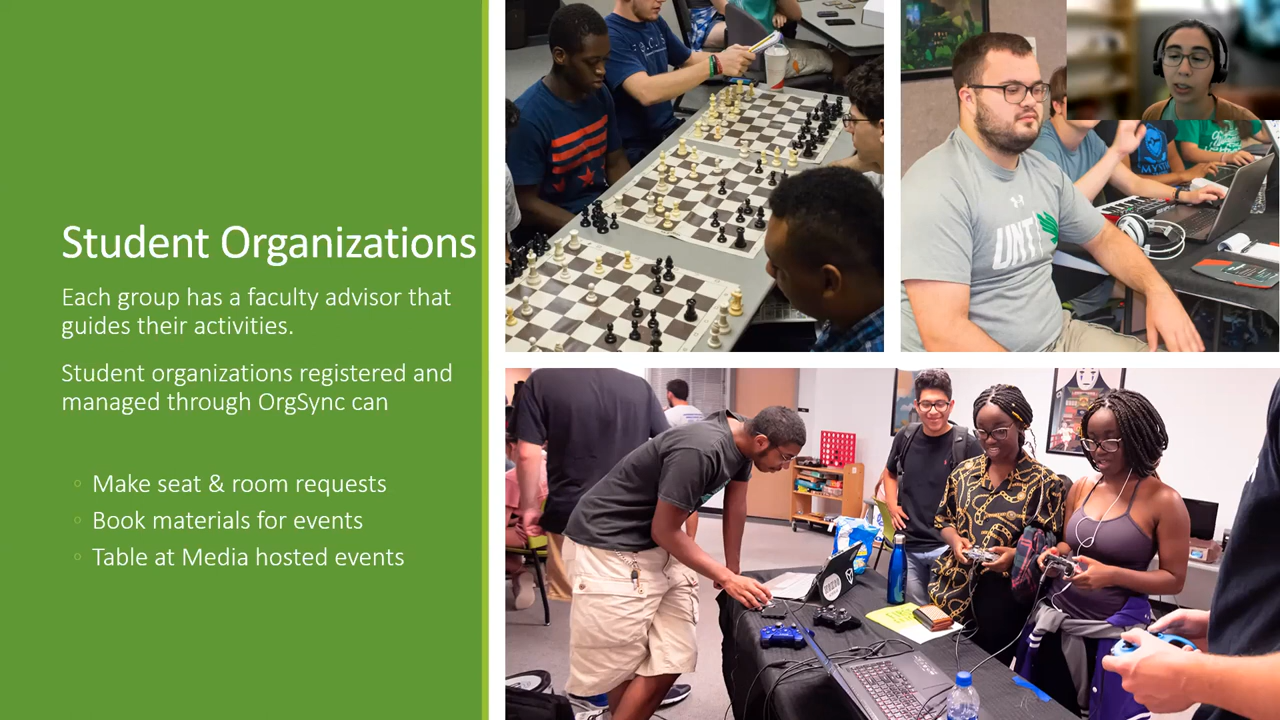 Student Organizations
Each group has a faculty advisor that
guides their activities.
Student organizations registered and
managed through OrgSync can
Make seat & room requests
Book materials for events
Table at Media hosted events
UNT